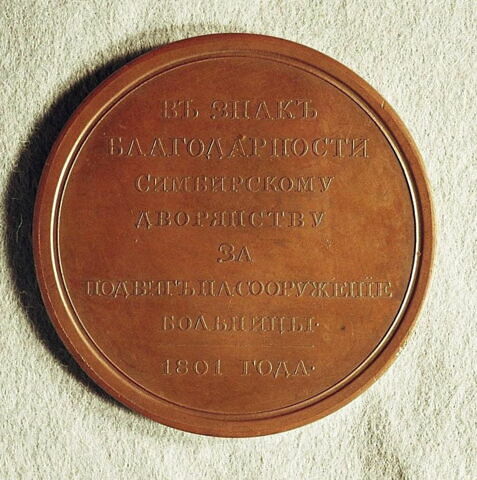 ВЪ ЗНАКЪ
БЛАГОДАРНОСТИ
СИМБИРСКОМУ
ДВОРЯНСТВУ
ЗА
ПОДВИГЪ НА СООРУЖЕНІЕ
БОЛЬНИЦЫ·
1801 ГОДА·